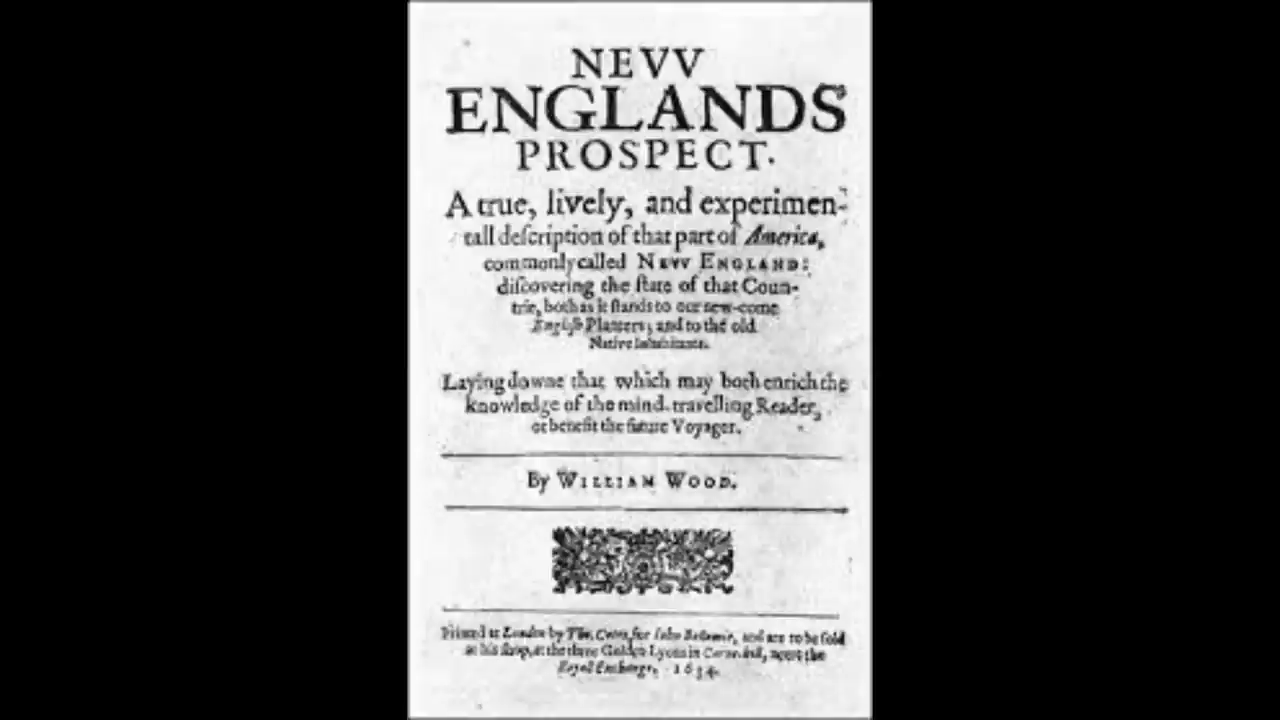 NEVV
ENGLANDS
PROSPECT.
A true, lively, and experimen-
tall deſcription of that part of America,
commonly called NEVV ENGLAND:
diſcovering the ſtate of that Coun-
trie, both as it ſtands to our new-come
Engliſh Planters; and to the old
Native Inhabitants.
Laying downe that which may both enrich the
knowledge of the mind-travelling Reader,
or benefit the future Voyager.
By WILLIAM WOOD.
Printed at London by Tho. Cotes, for Iohn Bellamie, and are to be ſold
at his ſhop, at the three Golden Lyons in Corne-hill, neere the
Royall Exchange. 1634.